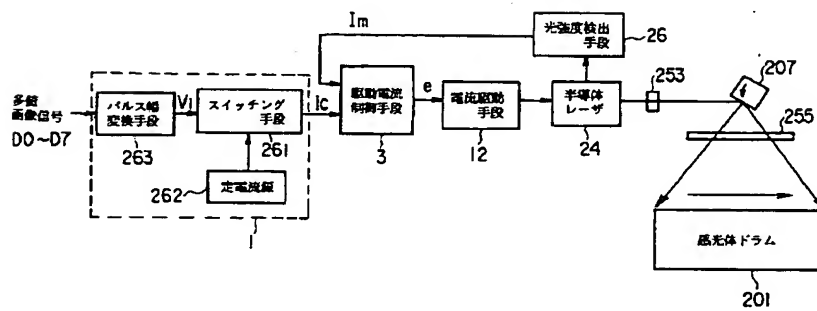 Im
光強度検出
手段
26
253
207
多値
画像信号
D0～D7
パルス幅
変換手段
263
Vi
スイッチング
手段
261
Ic
駆動電流
制御手段
3
e
電流駆動
手段
12
半導体
レーザ
24
255
262
定電流源
1
感光体ドラム
201